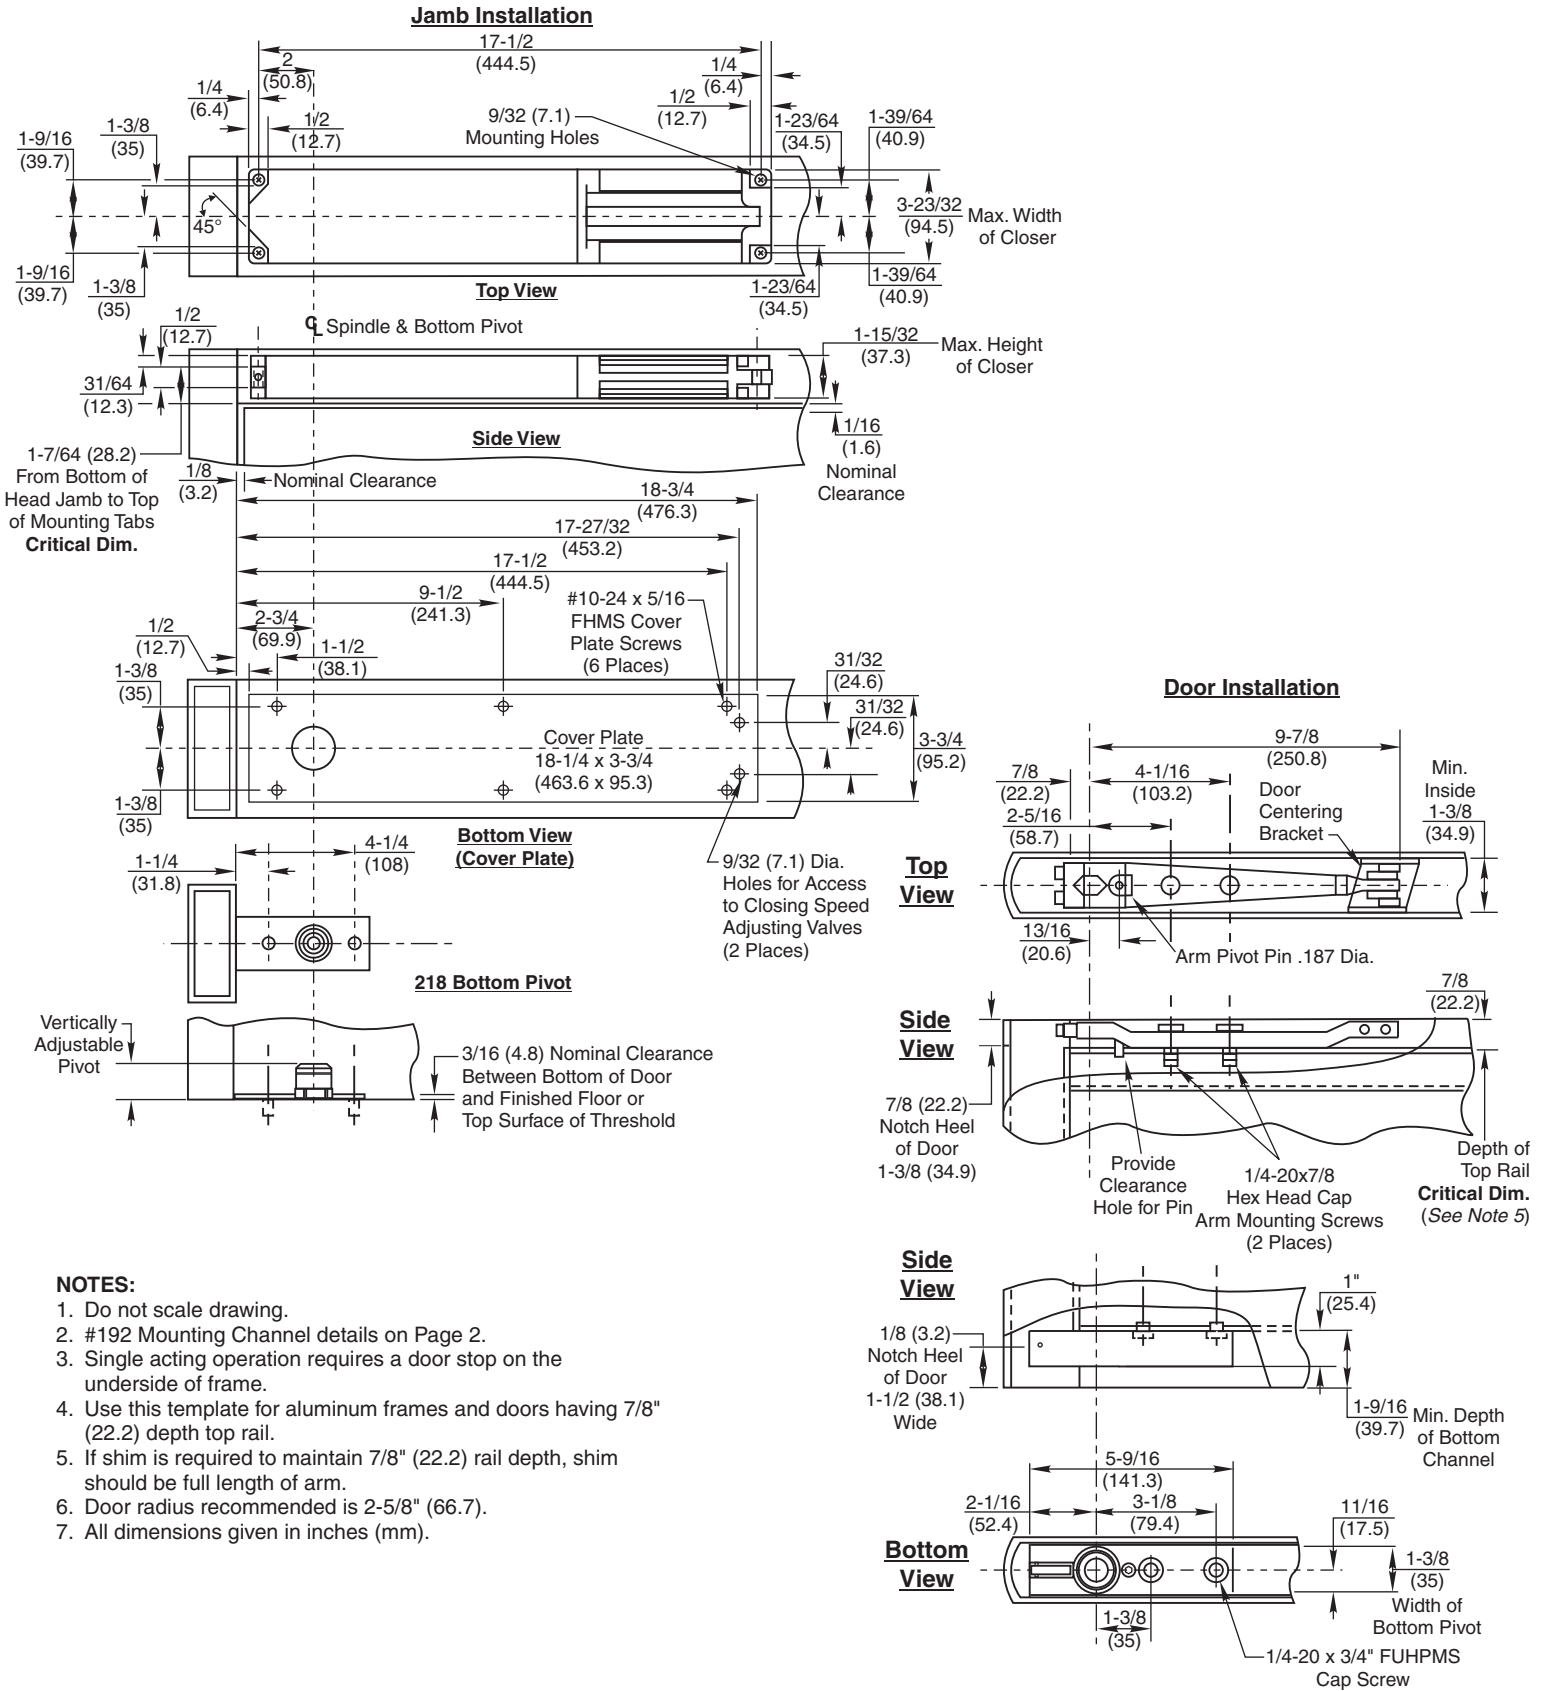 Jamb Installation
17-1/2
(444.5)
2
(50.8)
1/4
(6.4)
1/4
(6.4)
1/2
(12.7)
1/2
(12.7)
9/32 (7.1)
Mounting Holes
1-9/16
(39.7)
1-3/8
(35)
1-23/64
(34.5)
1-39/64
(40.9)
45°
3-23/32
(94.5)
Max. Width
of Closer
1-9/16
(39.7)
1-3/8
(35)
Top View
1-23/64
(34.5)
1-39/64
(40.9)
1/2
(12.7)
℄ Spindle & Bottom Pivot
1-15/32
(37.3)
Max. Height
of Closer
31/64
(12.3)
Side View
1/16
(1.6)
Nominal
Clearance
1-7/64 (28.2)
From Bottom of
Head Jamb to Top
of Mounting Tabs
Critical Dim.
1/8
(3.2)
Nominal Clearance
18-3/4
(476.3)
17-27/32
(453.2)
17-1/2
(444.5)
9-1/2
(241.3)
#10-24 x 5/16
FHMS Cover
Plate Screws
(6 Places)
2-3/4
(69.9)
1/2
(12.7)
1-1/2
(38.1)
1-3/8
(35)
31/32
(24.6)
31/32
(24.6)
3-3/4
(95.2)
Cover Plate
18-1/4 x 3-3/4
(463.6 x 95.3)
1-3/8
(35)
Bottom View
(Cover Plate)
9/32 (7.1) Dia.
Holes for Access
to Closing Speed
Adjusting Valves
(2 Places)
4-1/4
(108)
1-1/4
(31.8)
218 Bottom Pivot
Vertically
Adjustable
Pivot
3/16 (4.8) Nominal Clearance
Between Bottom of Door
and Finished Floor or
Top Surface of Threshold
Door Installation
9-7/8
(250.8)
7/8
(22.2)
4-1/16
(103.2)
2-5/16
(58.7)
Door
Centering
Bracket
Min.
Inside
1-3/8
(34.9)
Top
View
13/16
(20.6)
Arm Pivot Pin .187 Dia.
Side
View
7/8
(22.2)
7/8 (22.2)
Notch Heel
of Door
1-3/8 (34.9)
Provide
Clearance
Hole for Pin
1/4-20x7/8
Hex Head Cap
Arm Mounting Screws
(2 Places)
Depth of
Top Rail
Critical Dim.
(See Note 5)
Side
View
1"
(25.4)
1/8 (3.2)
Notch Heel
of Door
1-1/2 (38.1)
Wide
1-9/16
(39.7)
Min. Depth
of Bottom
Channel
5-9/16
(141.3)
2-1/16
(52.4)
3-1/8
(79.4)
11/16
(17.5)
Bottom
View
1-3/8
(35)
Width of
Bottom Pivot
1-3/8
(35)
1/4-20 x 3/4" FUHPMS
Cap Screw
NOTES:
1. Do not scale drawing.
2. #192 Mounting Channel details on Page 2.
3. Single acting operation requires a door stop on the
underside of frame.
4. Use this template for aluminum frames and doors having 7/8"
(22.2) depth top rail.
5. If shim is required to maintain 7/8" (22.2) rail depth, shim
should be full length of arm.
6. Door radius recommended is 2-5/8" (66.7).
7. All dimensions given in inches (mm).